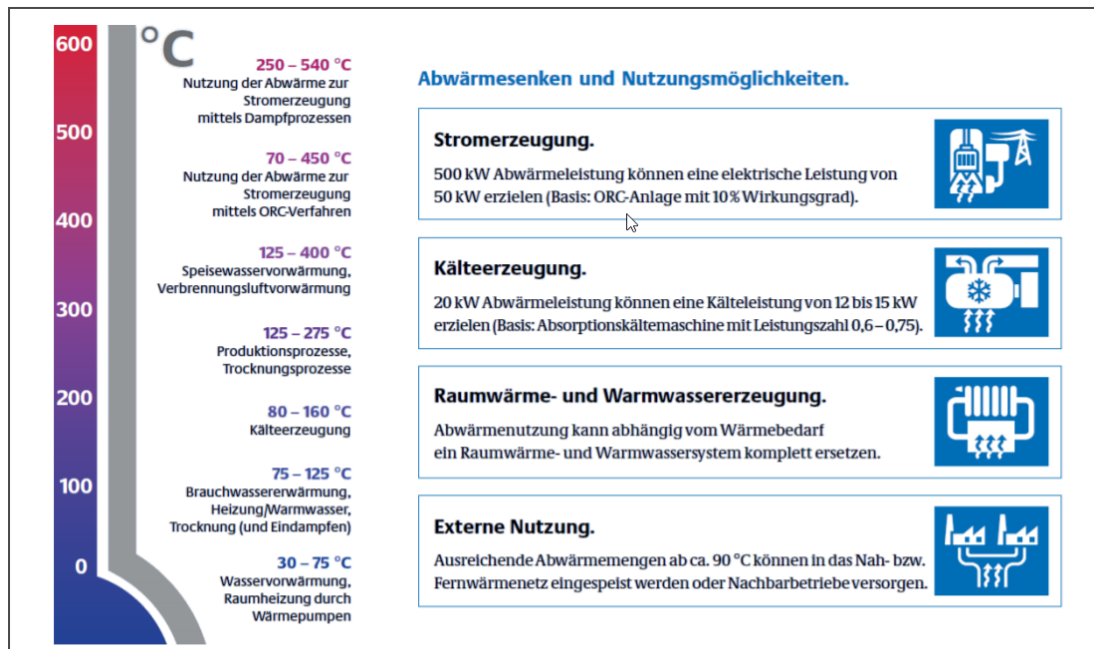 600
500
400
300
200
100
0
°C
250 – 540 °C
Nutzung der Abwärme zur
Stromerzeugung
mittels Dampfprozessen
70 – 450 °C
Nutzung der Abwärme zur
Stromerzeugung
mittels ORC-Verfahren
125 – 400 °C
Speisewasservorwärmung,
Verbrennungsluftvorwärmung
125 – 275 °C
Produktionsprozesse,
Trocknungsprozesse
80 – 160 °C
Kälteerzeugung
75 – 125 °C
Brauchwassererwärmung,
Heizung/Warmwasser,
Trocknung (und Eindampfen)
30 – 75 °C
Wasservorwärmung,
Raumheizung durch
Wärmepumpen
Abwärmesenken und Nutzungsmöglichkeiten.
Stromerzeugung.
500 kW Abwärmeleistung können eine elektrische Leistung von
50 kW erzielen (Basis: ORC-Anlage mit 10 % Wirkungsgrad).
Kälteerzeugung.
20 kW Abwärmeleistung können eine Kälteleistung von 12 bis 15 kW
erzielen (Basis: Absorptionskältemaschine mit Leistungszahl 0,6 – 0,75).
Raumwärme- und Warmwassererzeugung.
Abwärmenutzung kann abhängig vom Wärmebedarf
ein Raumwärme- und Warmwassersystem komplett ersetzen.
Externe Nutzung.
Ausreichende Abwärmemengen ab ca. 90 °C können in das Nah- bzw.
Fernwärmenetz eingespeist werden oder Nachbarbetriebe versorgen.